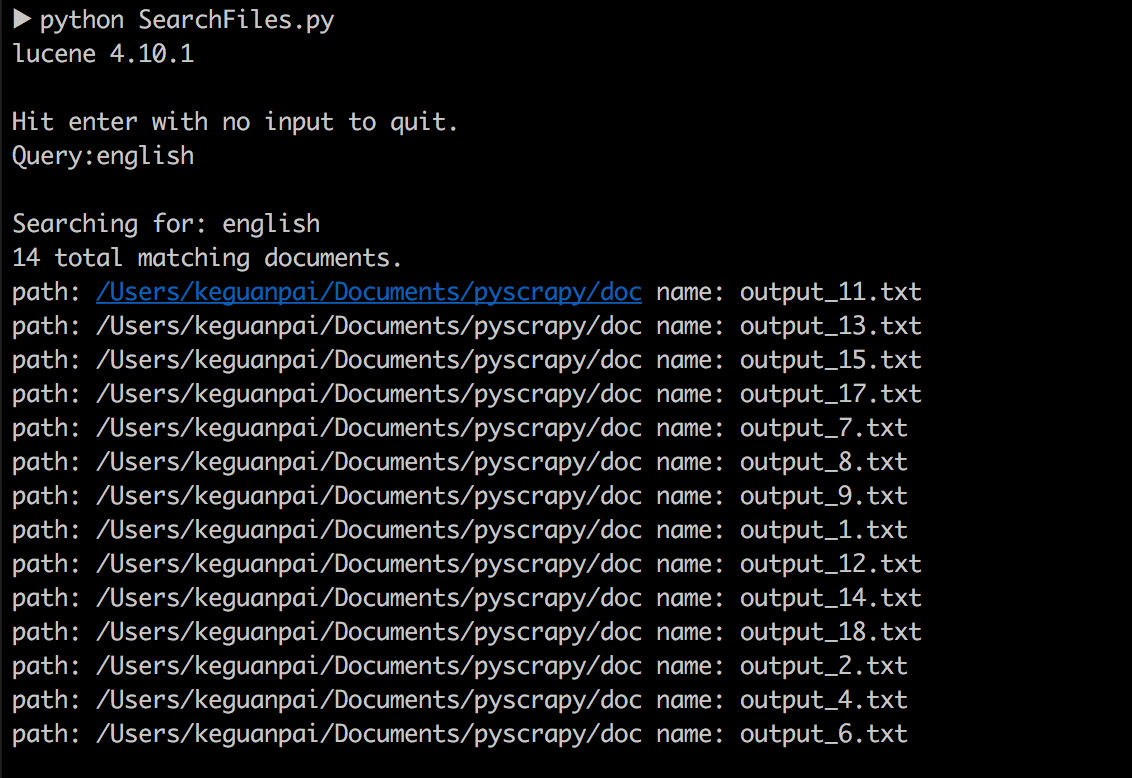 ▶ python SearchFiles.py
lucene 4.10.1
Hit enter with no input to quit.
Query:english
Searching for: english
14 total matching documents.
path: /Users/keguanpai/Documents/pyscrapy/doc name: output_11.txt
path: /Users/keguanpai/Documents/pyscrapy/doc name: output_13.txt
path: /Users/keguanpai/Documents/pyscrapy/doc name: output_15.txt
path: /Users/keguanpai/Documents/pyscrapy/doc name: output_17.txt
path: /Users/keguanpai/Documents/pyscrapy/doc name: output_7.txt
path: /Users/keguanpai/Documents/pyscrapy/doc name: output_8.txt
path: /Users/keguanpai/Documents/pyscrapy/doc name: output_9.txt
path: /Users/keguanpai/Documents/pyscrapy/doc name: output_1.txt
path: /Users/keguanpai/Documents/pyscrapy/doc name: output_12.txt
path: /Users/keguanpai/Documents/pyscrapy/doc name: output_14.txt
path: /Users/keguanpai/Documents/pyscrapy/doc name: output_18.txt
path: /Users/keguanpai/Documents/pyscrapy/doc name: output_2.txt
path: /Users/keguanpai/Documents/pyscrapy/doc name: output_4.txt
path: /Users/keguanpai/Documents/pyscrapy/doc name: output_6.txt